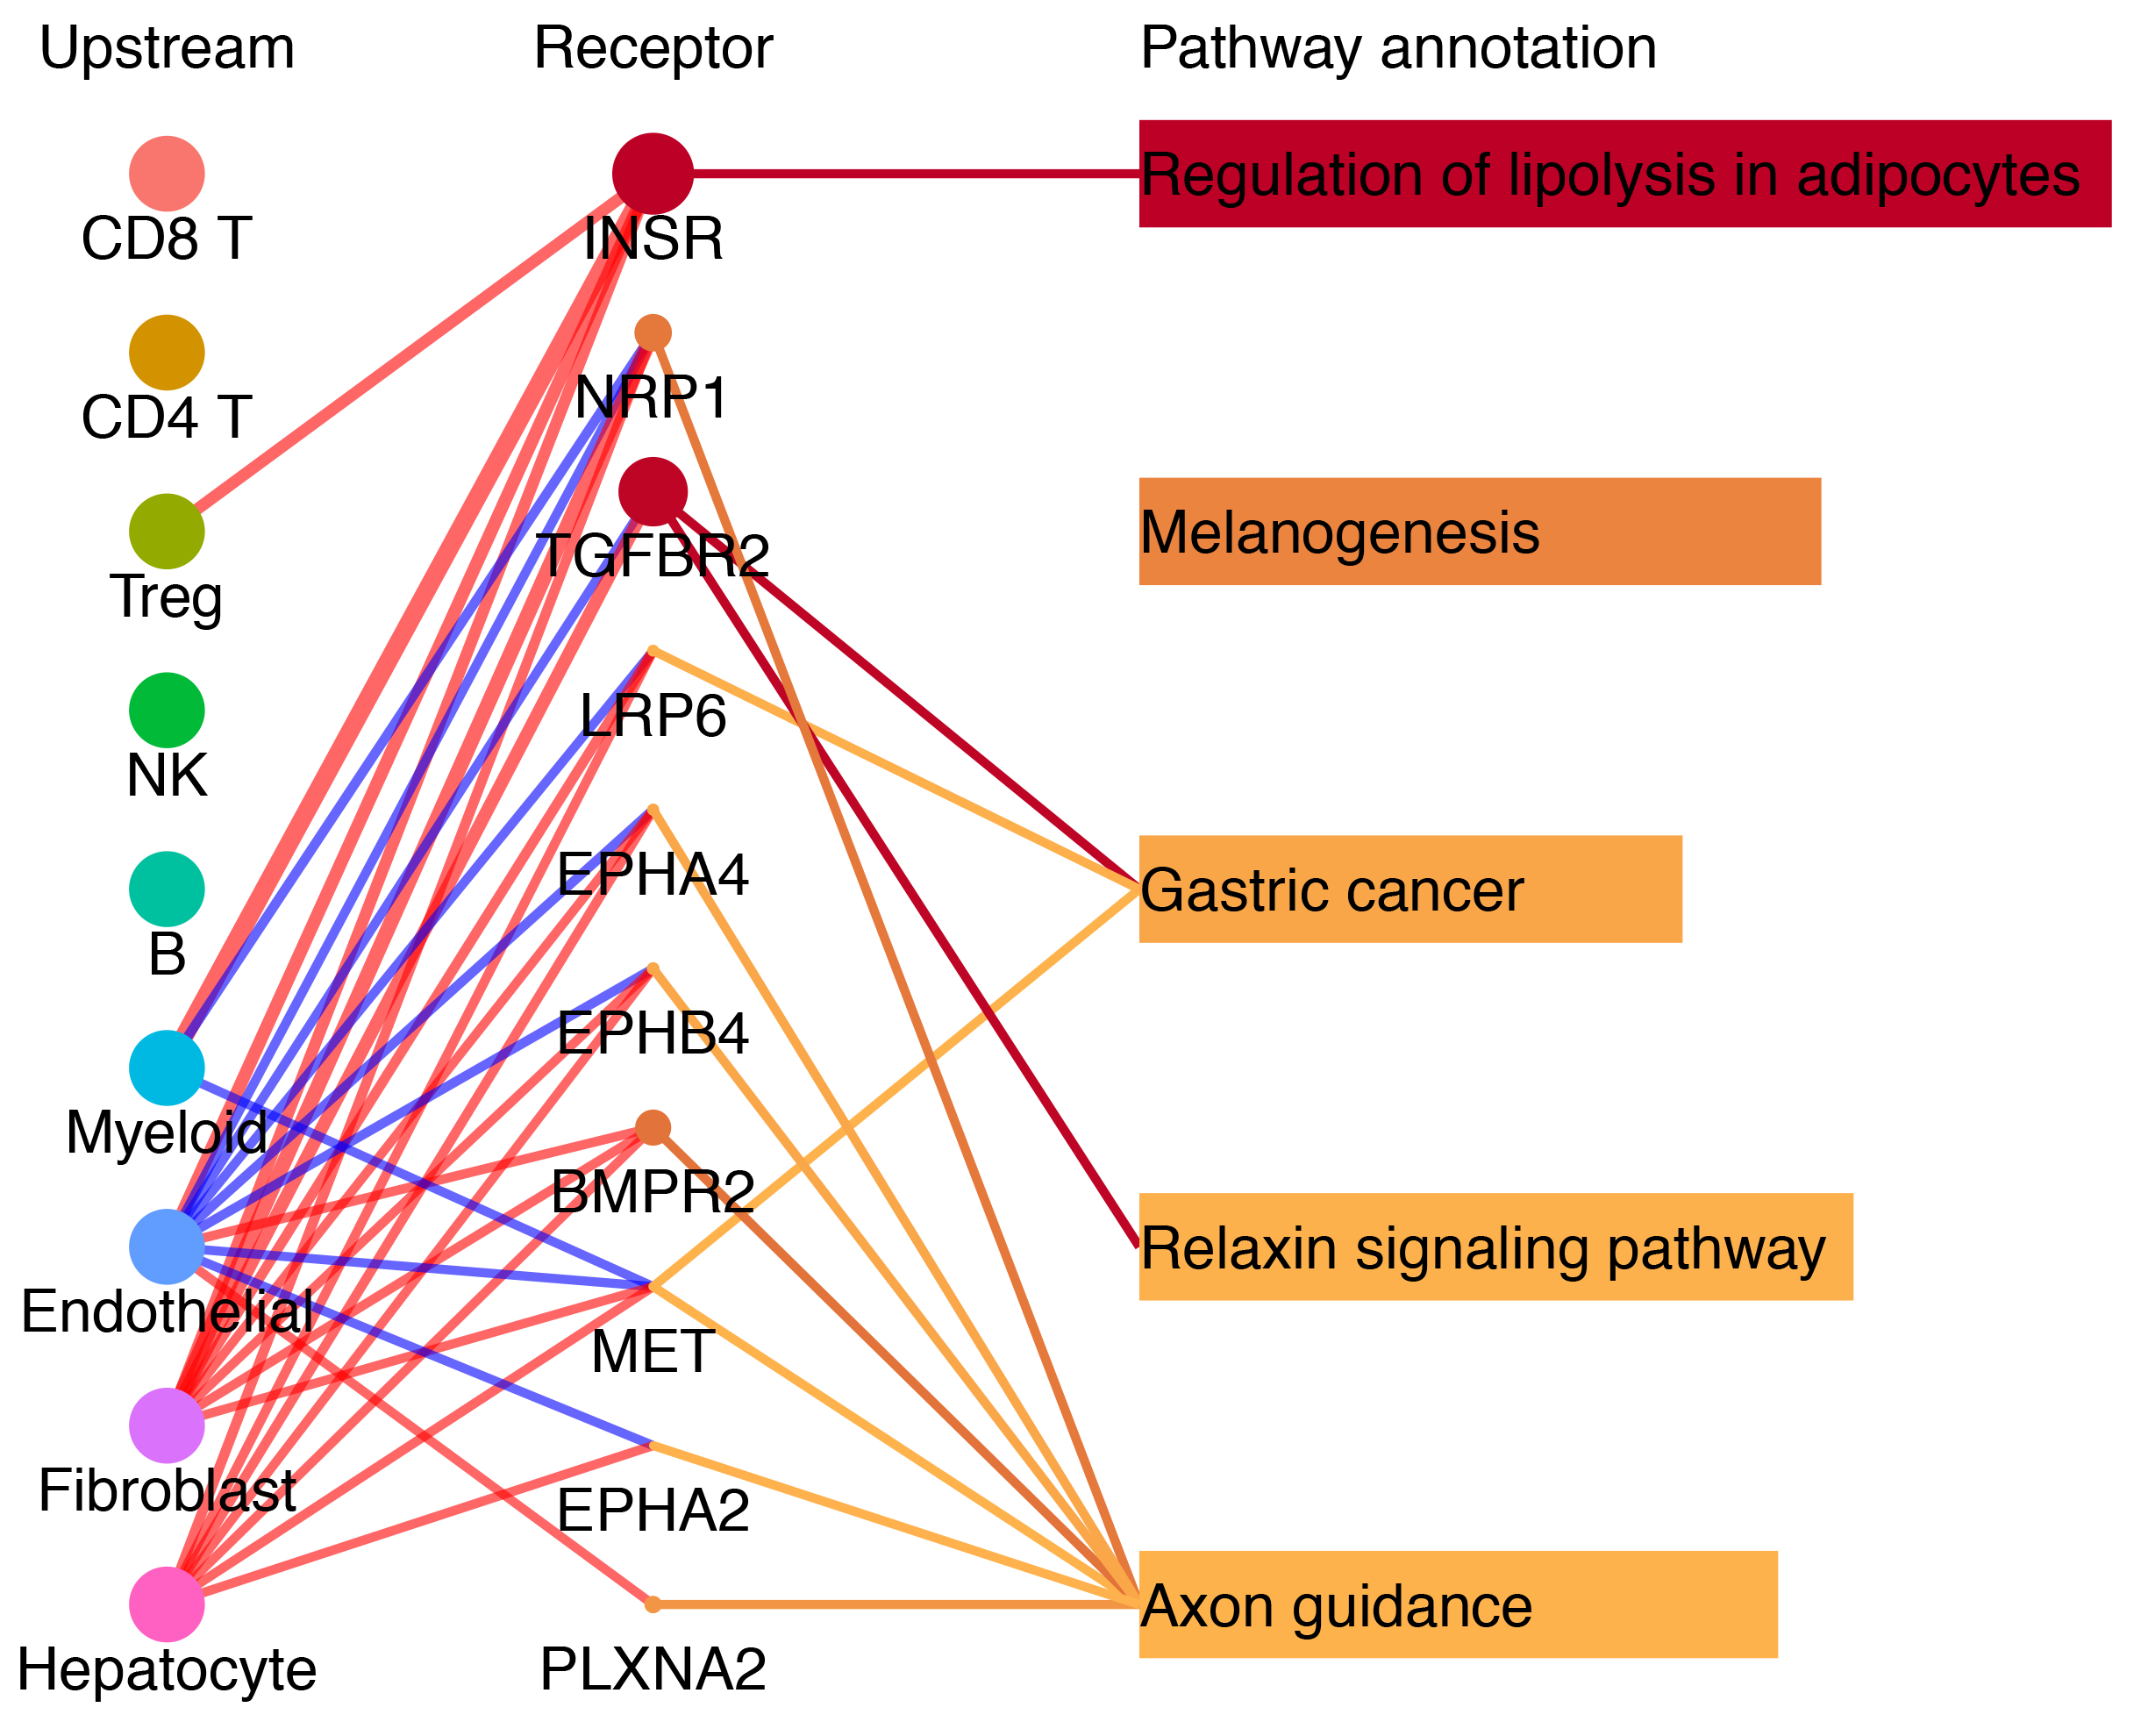 Upstream
Receptor
Pathway annotation
CD8 T
CD4 T
Treg
NK
B
Myeloid
Endothelial
Fibroblast
Hepatocyte
INSR
NRP1
TGFBR2
LRP6
EPHA4
EPHB4
BMPR2
MET
EPHA2
PLXNA2
Regulation of lipolysis in adipocytes
Melanogenesis
Gastric cancer
Relaxin signaling pathway
Axon guidance